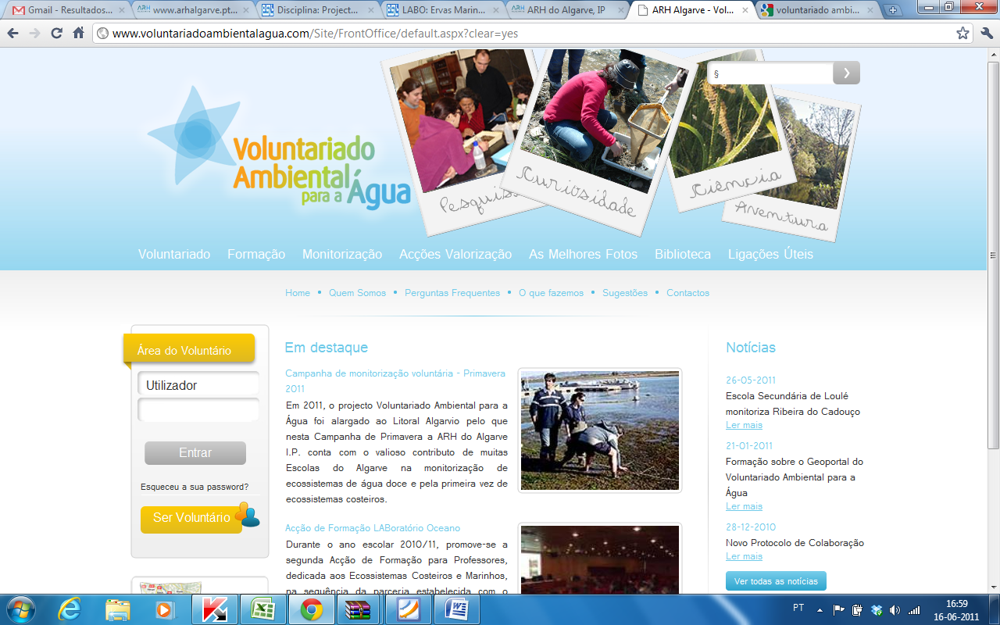 Gmail - Resultados...
www.arhalgarve.pt...
Disciplina: Project...
LABO: Ervas Marin...
ARH do Algarve, IP
ARH Algarve - Vol...
voluntariado ambi...
www.voluntariadoambientalagua.com/Site/FrontOffice/default.aspx?clear=yes
§
Voluntariado
Ambiental
para a Água
Pesquisa
Curiosidade
Ciência
Aventura
Voluntariado Formação Monitorização Acções Valorização As Melhores Fotos Biblioteca Ligações Úteis
Home • Quem Somos • Perguntas Frequentes • O que fazemos • Sugestões • Contactos
Área do Voluntário
Utilizador
Entrar
Esqueceu a sua password?
Ser Voluntário
Em destaque
Campanha de monitorização voluntária - Primavera
2011
Em 2011, o projecto Voluntariado Ambiental para a
Água foi alargado ao Litoral Algarvio pelo que
nesta Campanha de Primavera a ARH do Algarve
I.P. conta com o valioso contributo de muitas
Escolas do Algarve na monitorização de
ecossistemas de água doce e pela primeira vez de
ecossistemas costeiros.
Acção de Formação LABoratório Oceano
Durante o ano escolar 2010/11, promove-se a
segunda Acção de Formação para Professores,
dedicada aos Ecossistemas Costeiros e Marinhos,
na sequência da parceria estabelecida com o
Notícias
26-05-2011
Escola Secundária de Loulé
monitoriza Ribeira do Cadouço
Ler mais
21-01-2011
Formação sobre o Geoportal do
Voluntariado Ambiental para a
Água
Ler mais
28-12-2010
Novo Protocolo de Colaboração
Ler mais
Ver todas as notícias
PT
16:59
16-06-2011